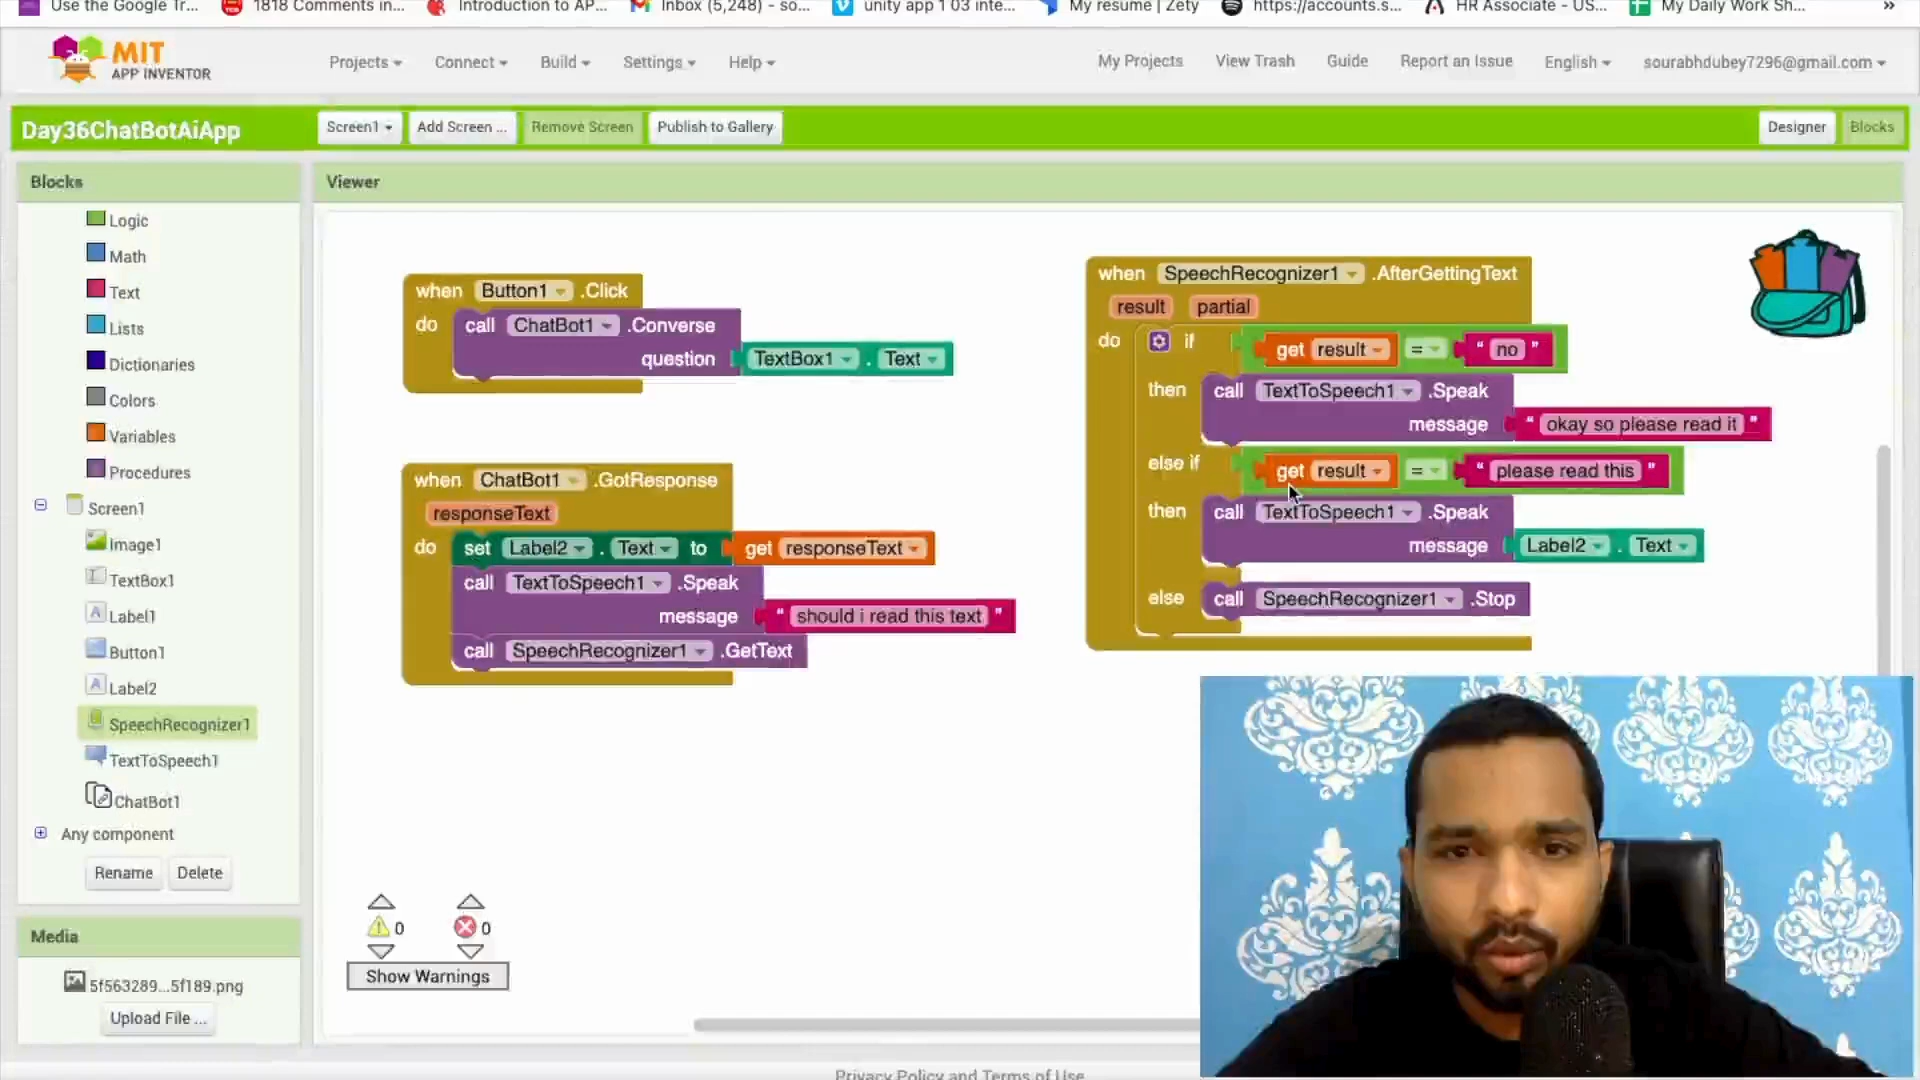 Use the Google Tr...
1818 Comments in...
Introduction to AP...
Inbox (5,248) - so...
unity app 1 03 inte...
My resume | Zety
https://accounts.s...
HR Associate - US...
My Daily Work Sh...
»
MIT
APP INVENTOR
Projects
Connect
Build
Settings
Help
My Projects
View Trash
Guide
Report an Issue
English
sourabhdubey7296@gmail.com
Day36ChatBotAiApp
Screen1
Add Screen ...
Remove Screen
Publish to Gallery
Designer
Blocks
Blocks
Logic
Math
Text
Lists
Dictionaries
Colors
Variables
Procedures
Screen1
Image1
TextBox1
Label1
Button1
Label2
SpeechRecognizer1
TextToSpeech1
ChatBot1
Any component
Rename
Delete
Media
5f563289...5f189.png
Upload File ...
Viewer
when Button1 .Click
do call ChatBot1 .Converse
question TextBox1 . Text
when ChatBot1 .GotResponse
responseText
do set Label2 . Text to get responseText
call TextToSpeech1 .Speak
message " should i read this text "
call SpeechRecognizer1 .GetText
when SpeechRecognizer1 .AfterGettingText
result partial
do if get result = " no "
then call TextToSpeech1 .Speak
message " okay so please read it "
else if get result = " please read this "
then call TextToSpeech1 .Speak
message Label2 . Text
else call SpeechRecognizer1 .Stop
0 0
Show Warnings
Privacy Policy and Terms of Use